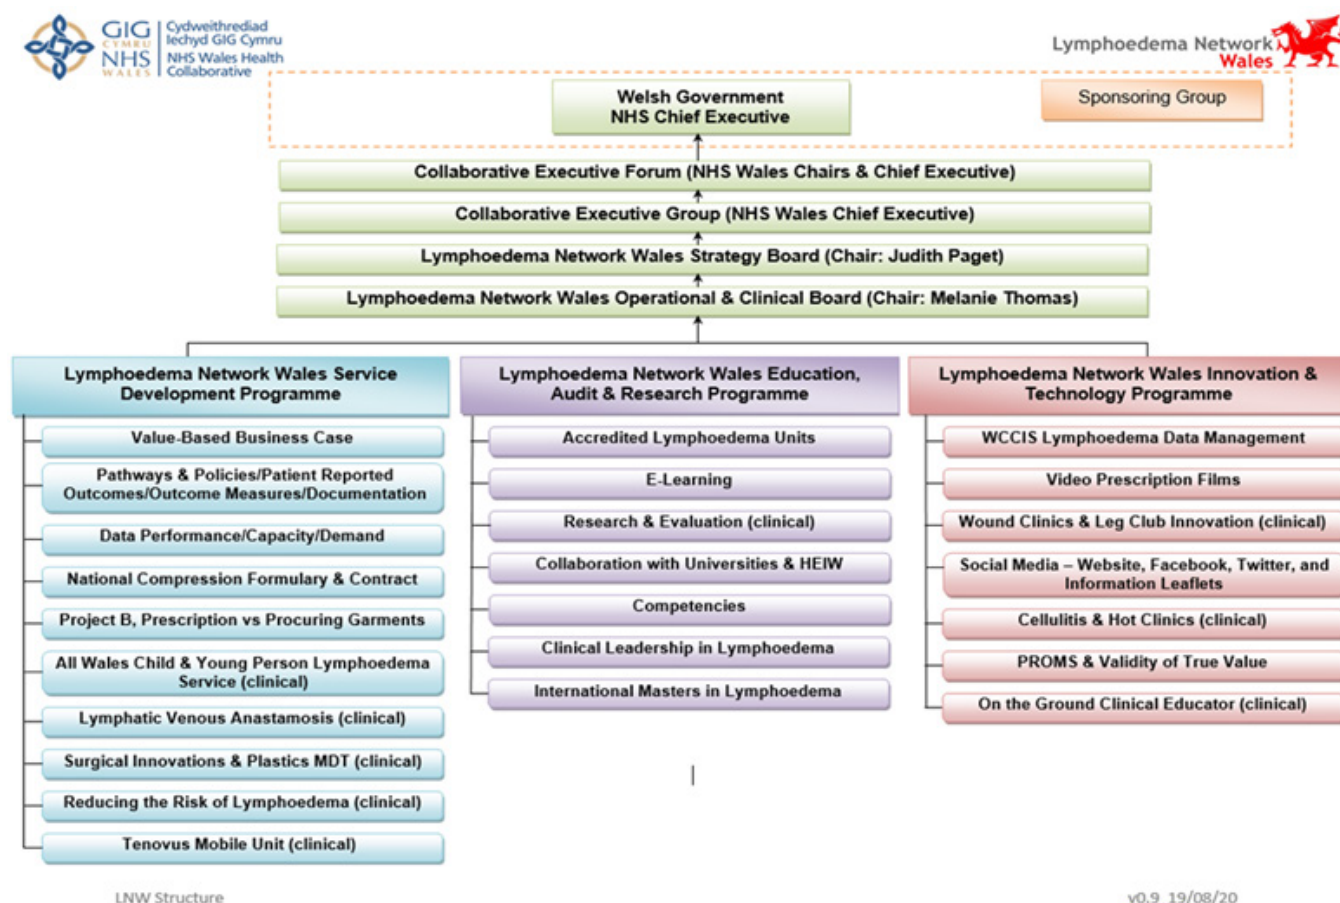 GIG
CYMRU
NHS
WALES
Cydweithrediad
Iechyd GIG Cymru
NHS Wales Health
Collaborative
Lymphoedema Network
Wales
Welsh Government
NHS Chief Executive
Sponsoring Group
Collaborative Executive Forum (NHS Wales Chairs & Chief Executive)
Collaborative Executive Group (NHS Wales Chief Executive)
Lymphoedema Network Wales Strategy Board (Chair: Judith Paget)
Lymphoedema Network Wales Operational & Clinical Board (Chair: Melanie Thomas)
Lymphoedema Network Wales Service
Development Programme
Value-Based Business Case
Pathways & Policies/Patient Reported
Outcomes/Outcome Measures/Documentation
Data Performance/Capacity/Demand
National Compression Formulary & Contract
Project B, Prescription vs Procuring Garments
All Wales Child & Young Person Lymphoedema
Service (clinical)
Lymphatic Venous Anastamosis (clinical)
Surgical Innovations & Plastics MDT (clinical)
Reducing the Risk of Lymphoedema (clinical)
Tenovus Mobile Unit (clinical)
Lymphoedema Network Wales Education,
Audit & Research Programme
Accredited Lymphoedema Units
E-Learning
Research & Evaluation (clinical)
Collaboration with Universities & HEIW
Competencies
Clinical Leadership in Lymphoedema
International Masters in Lymphoedema
Lymphoedema Network Wales Innovation &
Technology Programme
WCCIS Lymphoedema Data Management
Video Prescription Films
Wound Clinics & Leg Club Innovation (clinical)
Social Media – Website, Facebook, Twitter, and
Information Leaflets
Cellulitis & Hot Clinics (clinical)
PROMS & Validity of True Value
On the Ground Clinical Educator (clinical)
LNW Structure
v0.9 19/08/20